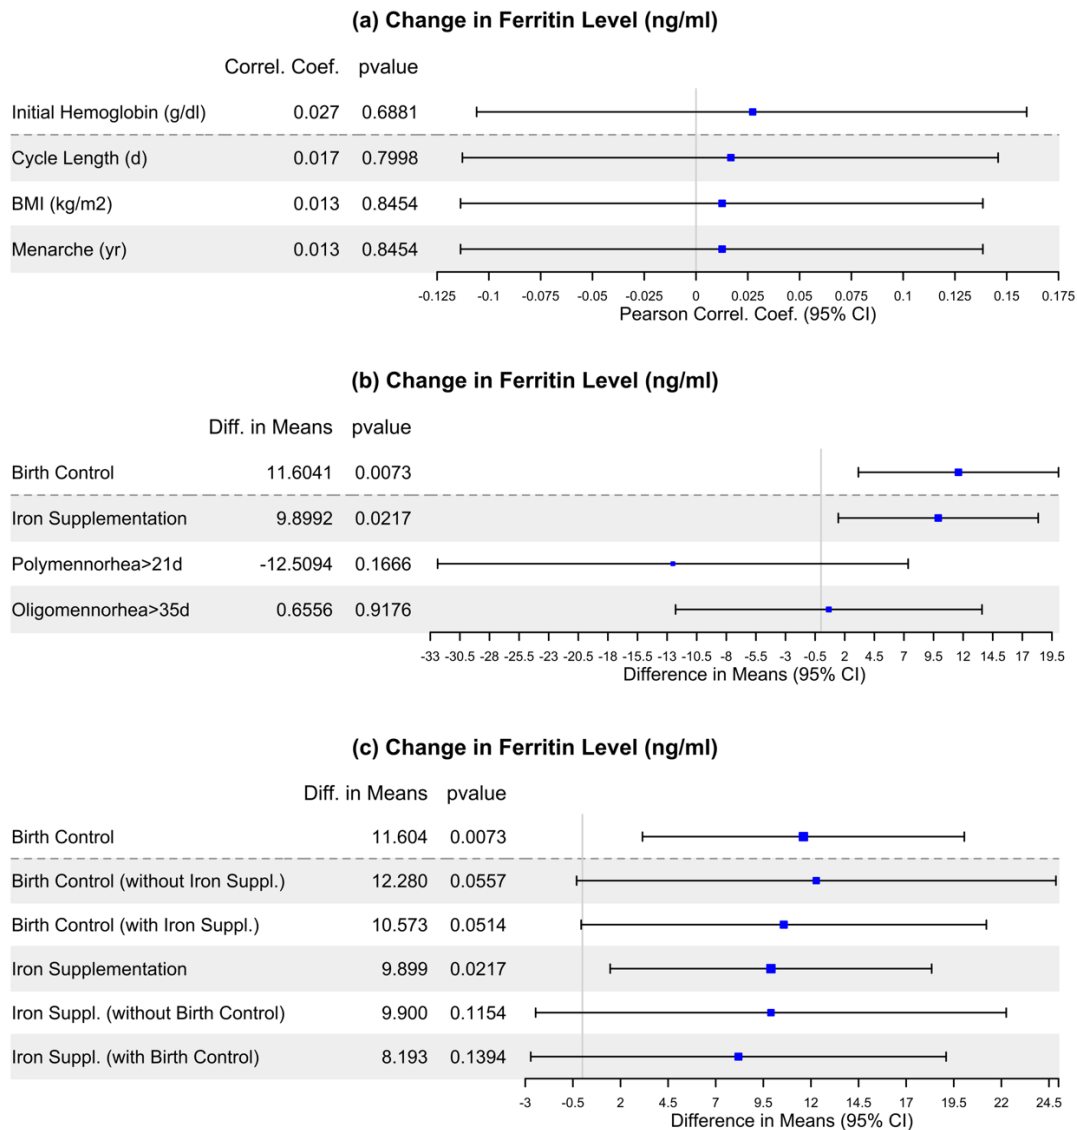 (a) Change in Ferritin Level (ng/ml)
Correl. Coef. pvalue
Initial Hemoglobin (g/dl) 0.027 0.6881
Cycle Length (d) 0.017 0.7998
BMI (kg/m2) 0.013 0.8454
Menarche (yr) 0.013 0.8454
-0.125 -0.1 -0.075 -0.05 -0.025 0 0.025 0.05 0.075 0.1 0.125 0.15 0.175
Pearson Correl. Coef. (95% CI)
(b) Change in Ferritin Level (ng/ml)
Diff. in Means pvalue
Birth Control 11.6041 0.0073
Iron Supplementation 9.8992 0.0217
Polymennorhea>21d -12.5094 0.1666
Oligomennorhea>35d 0.6556 0.9176
-33 -30.5 -28 -25.5 -23 -20.5 -18 -15.5 -13 -10.5 -8 -5.5 -3 -0.5 2 4.5 7 9.5 12 14.5 17 19.5
Difference in Means (95% CI)
(c) Change in Ferritin Level (ng/ml)
Diff. in Means pvalue
Birth Control 11.604 0.0073
Birth Control (without Iron Suppl.) 12.280 0.0557
Birth Control (with Iron Suppl.) 10.573 0.0514
Iron Supplementation 9.899 0.0217
Iron Suppl. (without Birth Control) 9.900 0.1154
Iron Suppl. (with Birth Control) 8.193 0.1394
-3 -0.5 2 4.5 7 9.5 12 14.5 17 19.5 22 24.5
Difference in Means (95% CI)